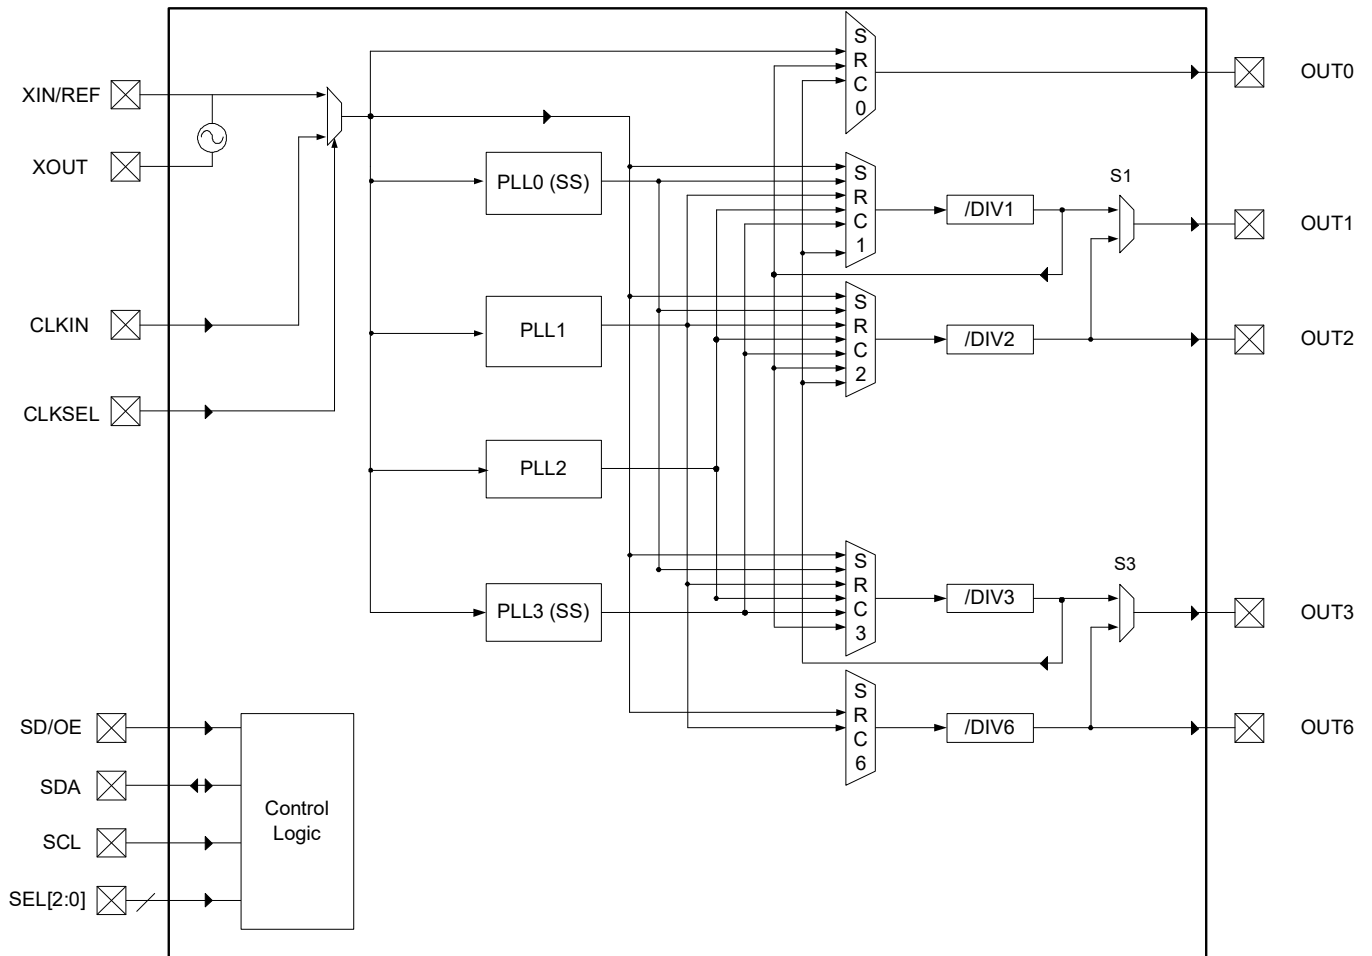 XIN/REF
XOUT
CLKIN
CLKSEL
SD/OE
SDA
SCL
SEL[2:0]
Control
Logic
PLL0 (SS)
PLL1
PLL2
PLL3 (SS)
S
R
C
0
S
R
C
1
S
R
C
2
S
R
C
3
S
R
C
6
/DIV1
/DIV2
/DIV3
/DIV6
S1
S3
OUT0
OUT1
OUT2
OUT3
OUT6